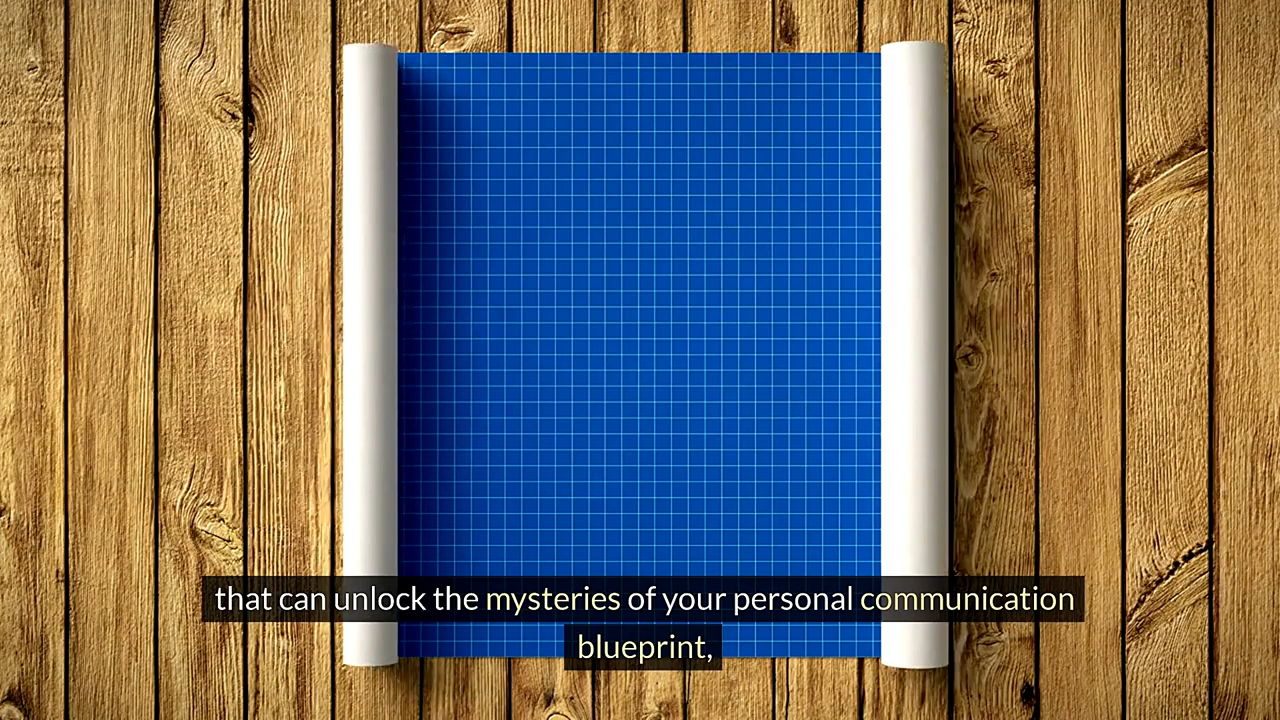 that can unlock the mysteries of your personal communication
blueprint,